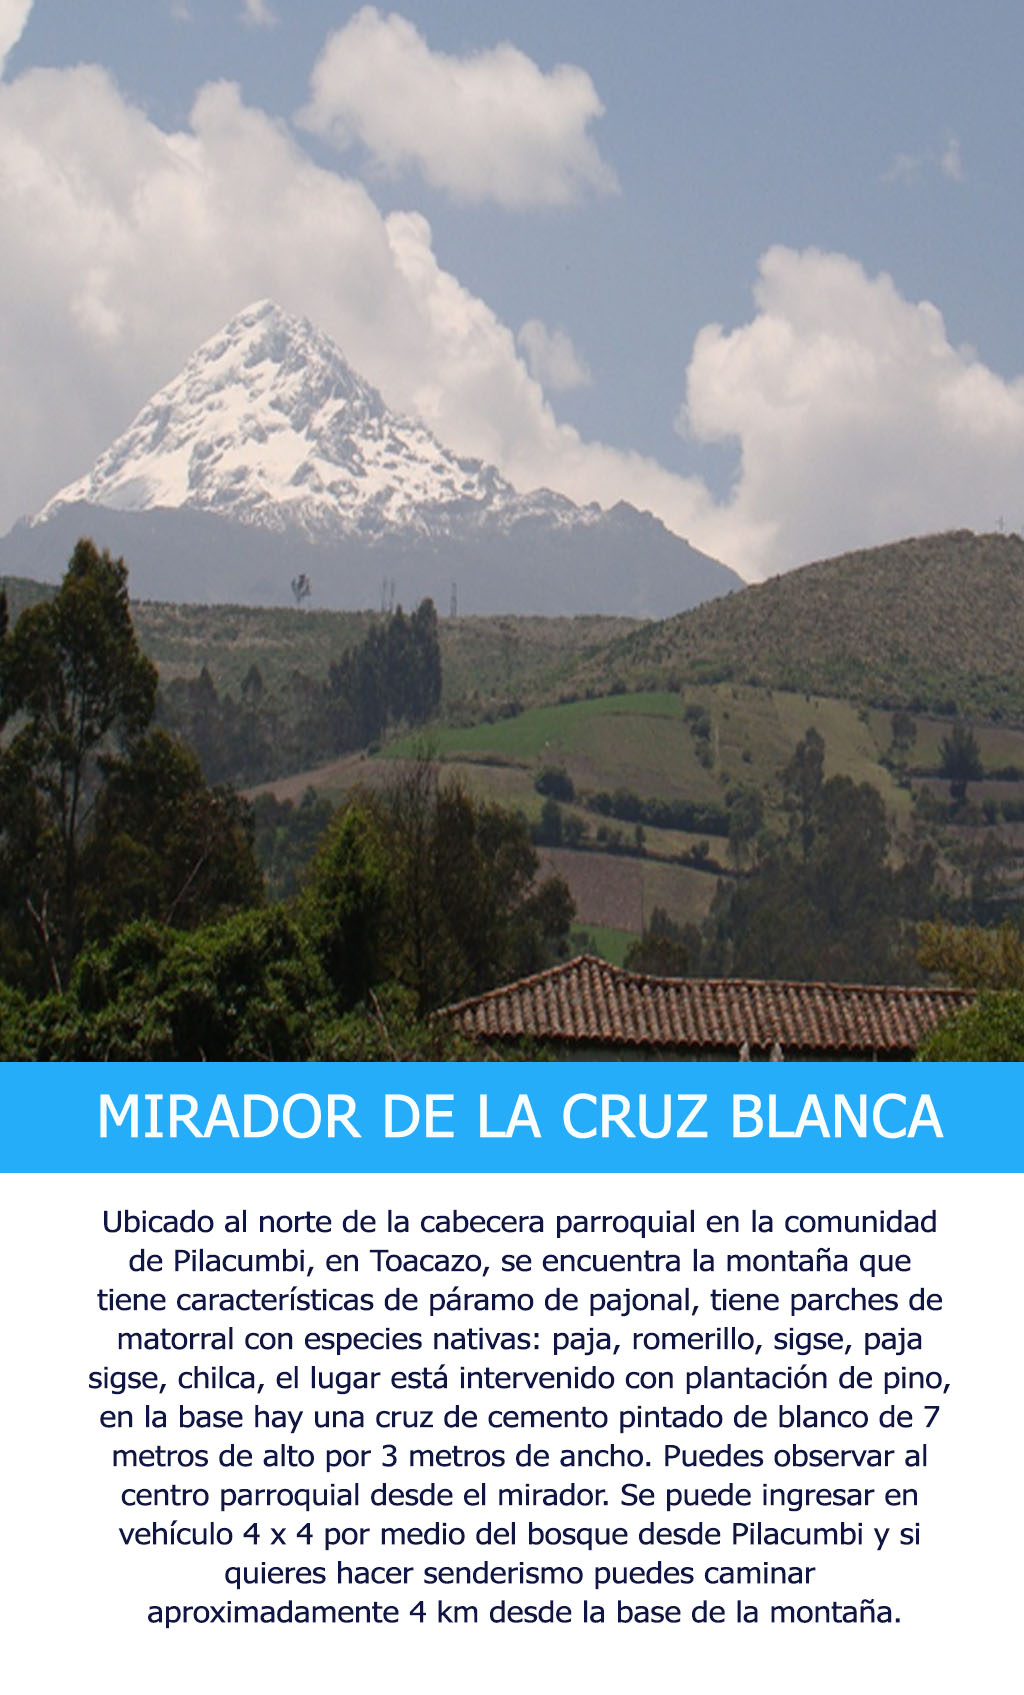 MIRADOR DE LA CRUZ BLANCA
Ubicado al norte de la cabecera parroquial en la comunidad
de Pilacumbi, en Toacazo, se encuentra la montaña que
tiene características de páramo de pajonal, tiene parches de
matorral con especies nativas: paja, romerillo, sigse, paja
sigse, chilca, el lugar está intervenido con plantación de pino,
en la base hay una cruz de cemento pintado de blanco de 7
metros de alto por 3 metros de ancho. Puedes observar al
centro parroquial desde el mirador. Se puede ingresar en
vehículo 4 x 4 por medio del bosque desde Pilacumbi y si
quieres hacer senderismo puedes caminar
aproximadamente 4 km desde la base de la montaña.